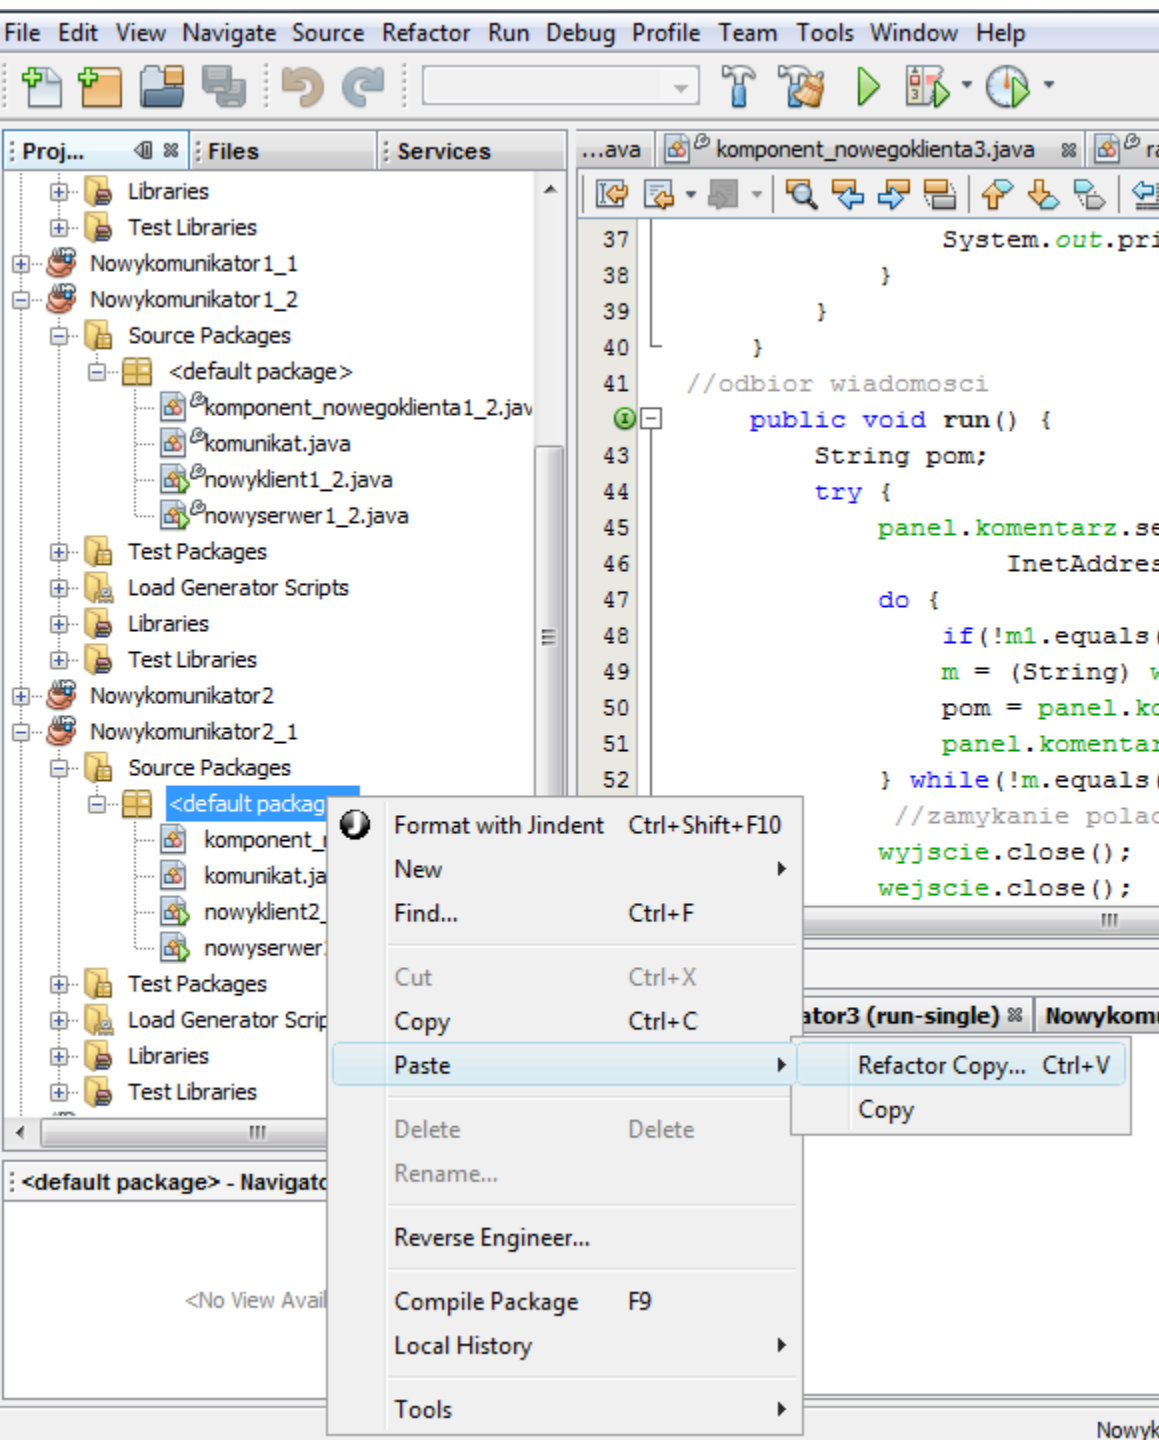 File Edit View Navigate Source Refactor Run Debug Profile Team Tools Window Help
Proj... Files Services
...ava komponent_nowegoklienta3.java
Libraries
Test Libraries
Nowykomunikator1_1
Nowykomunikator1_2
Source Packages
<default package>
komponent_nowegoklienta1_2.jav
komunikat.java
nowyklient1_2.java
nowyserwer1_2.java
Test Packages
Load Generator Scripts
Libraries
Test Libraries
Nowykomunikator2
Nowykomunikator2_1
Source Packages
<default packag
komponent_
komunikat.ja
nowyklient2_
nowyserwer
Test Packages
Load Generator Scrip
Libraries
Test Libraries
<default package> - Navigato
<No View Avail
37 System.out.pri
38 }
39 }
40 }
41 //odbior wiadomosci
public void run() {
43 String pom;
44 try {
45 panel.komentarz.se
46 InetAddres
47 do {
48 if(!m1.equals(
49 m = (String) w
50 pom = panel.ko
51 panel.komentar
52 } while(!m.equals(
//zamykanie polac
wyjscie.close();
wejscie.close();
ator3 (run-single) Nowykomu
Format with Jindent Ctrl+Shift+F10
New
Find... Ctrl+F
Cut Ctrl+X
Copy Ctrl+C
Paste
Delete Delete
Rename...
Reverse Engineer...
Compile Package F9
Local History
Tools
Refactor Copy... Ctrl+V
Copy
Nowyk